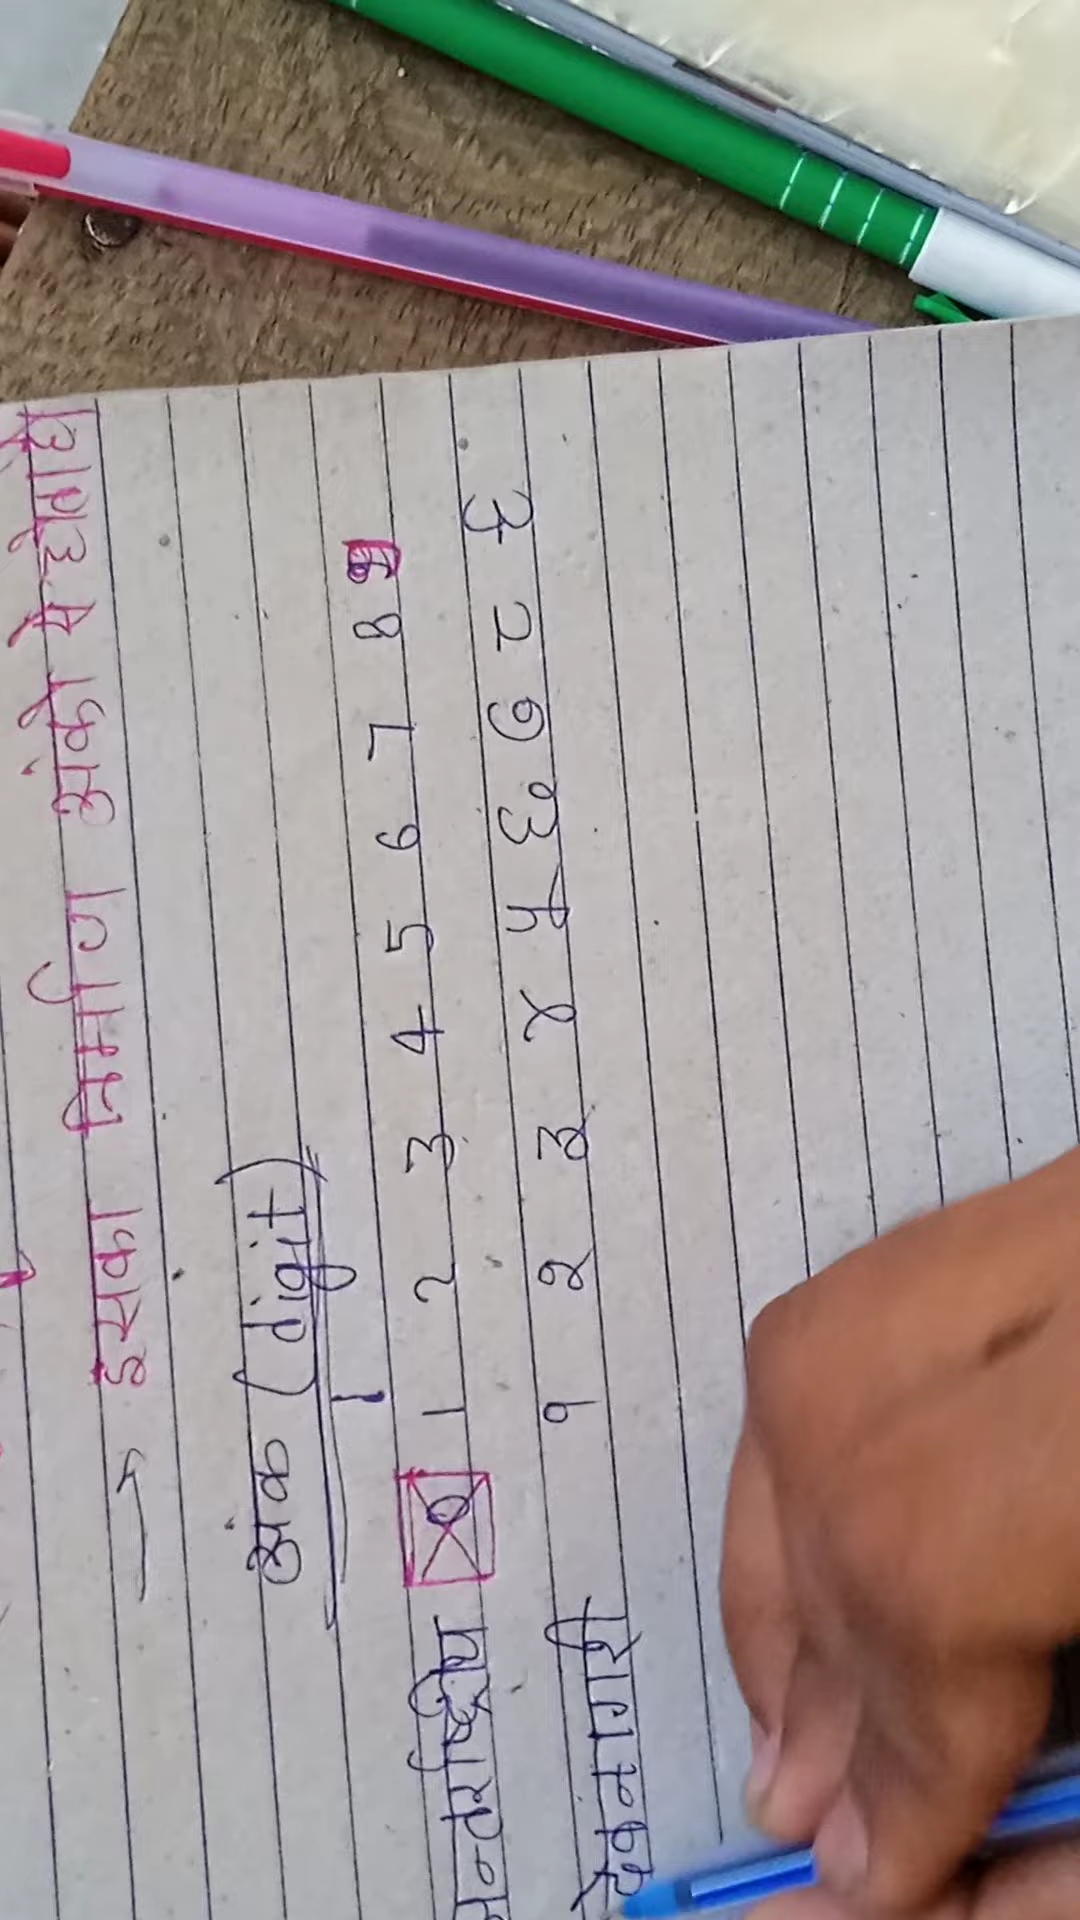 → इसका निर्माण अंको से होता
अंक (digit)
अन्तर्राष्ट्रीय 0 1 2 3 4 5 6 7 8 9
देवनागरी १ २ ३ ४ ५ ६ ७ ८ ९